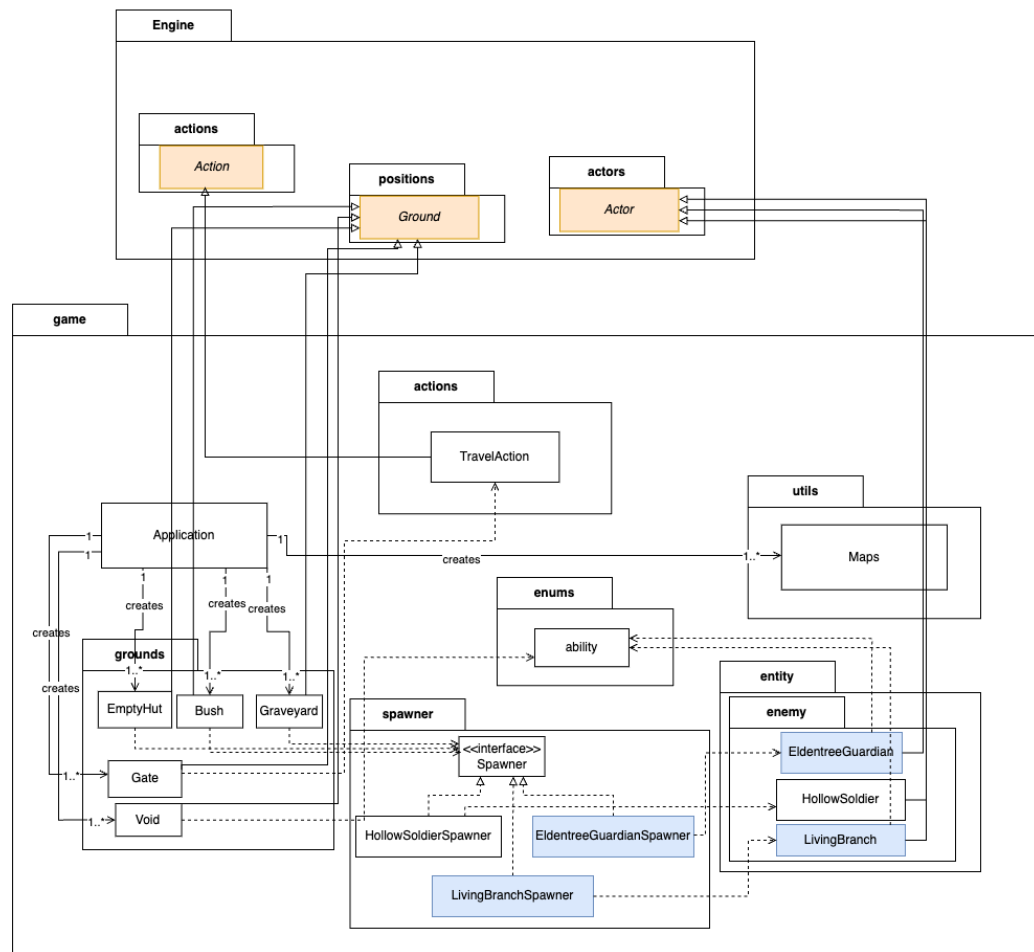 Engine
actions
Action
positions
Ground
actors
Actor
game
actions
TravelAction
utils
Maps
Application
1
1
1
1
1
1
creates
1..*
creates
creates
creates
creates
creates
enums
ability
grounds
1..*
1..*
1..*
EmptyHut
Bush
Graveyard
1..*
Gate
1..*
Void
spawner
<<interface>>
Spawner
HollowSoldierSpawner
EldentreeGuardianSpawner
LivingBranchSpawner
entity
enemy
EldentreeGuardian
HollowSoldier
LivingBranch